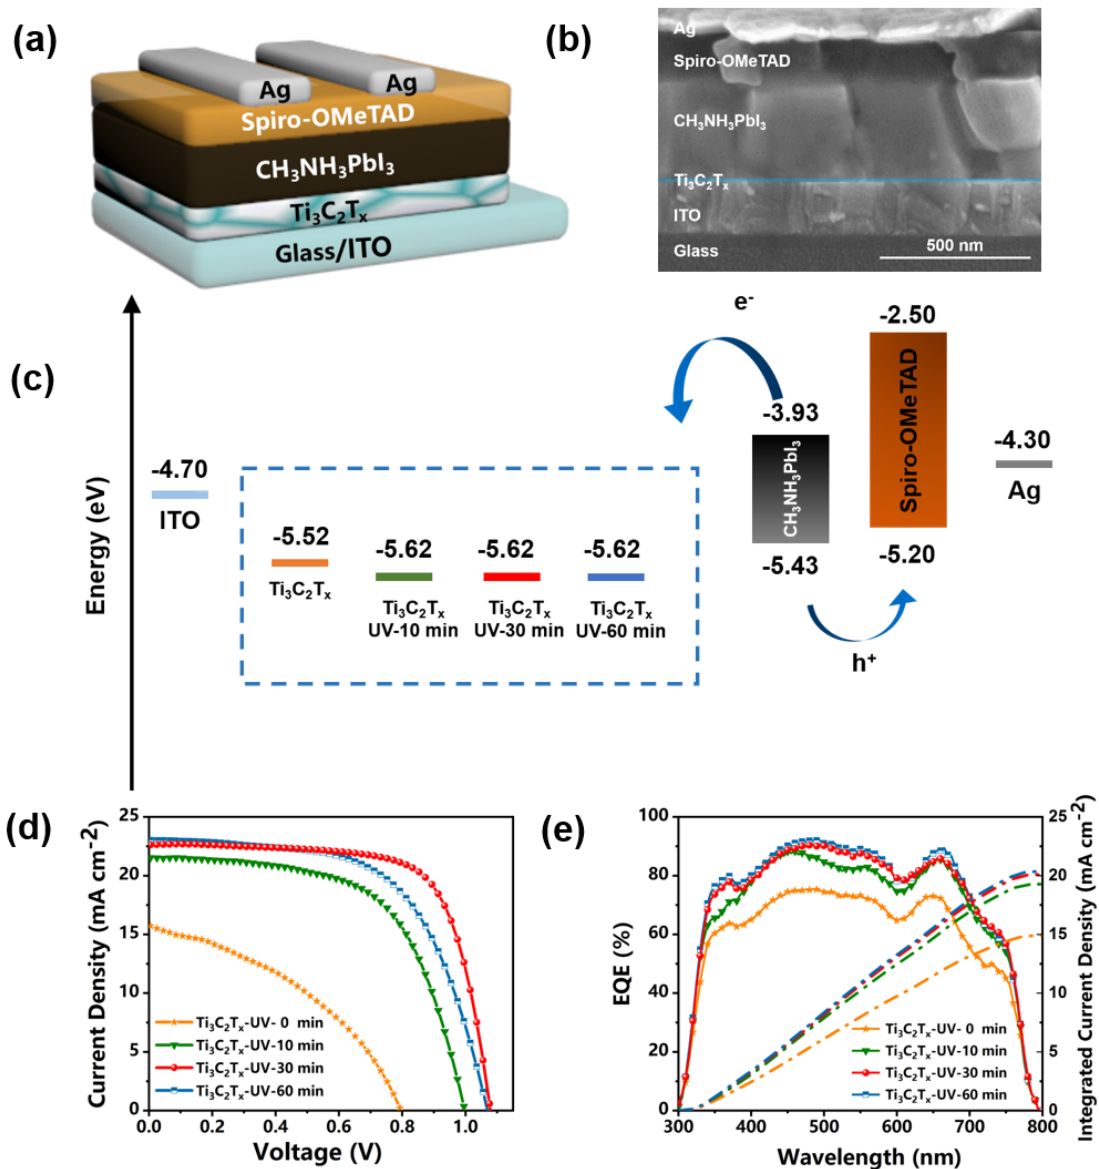 (a)
Ag
Ag
Spiro-OMeTAD
CH₃NH₃PbI₃
Ti₃C₂Tₓ
Glass/ITO
(b)
Ag
Spiro-OMeTAD
CH₃NH₃PbI₃
Ti₃C₂Tₓ
ITO
Glass
500 nm
(c)
Energy (eV)
-4.70
ITO
-5.52
Ti₃C₂Tₓ
-5.62
Ti₃C₂Tₓ
UV-10 min
-5.62
Ti₃C₂Tₓ
UV-30 min
-5.62
Ti₃C₂Tₓ
UV-60 min
e⁻
-3.93
CH₃NH₃PbI₃
-5.43
h⁺
-2.50
Spiro-OMeTAD
-5.20
-4.30
Ag
(d)
Current Density (mA cm⁻²)
25
20
15
10
5
0
Ti₃C₂Tₓ-UV- 0 min
Ti₃C₂Tₓ-UV-10 min
Ti₃C₂Tₓ-UV-30 min
Ti₃C₂Tₓ-UV-60 min
0.0 0.2 0.4 0.6 0.8 1.0
Voltage (V)
(e)
EQE (%)
100
80
60
40
20
0
Ti₃C₂Tₓ-UV- 0 min
Ti₃C₂Tₓ-UV-10 min
Ti₃C₂Tₓ-UV-30 min
Ti₃C₂Tₓ-UV-60 min
300 400 500 600 700 800
Wavelength (nm)
25
20
15
10
5
0
Integrated Current Density (mA cm⁻²)